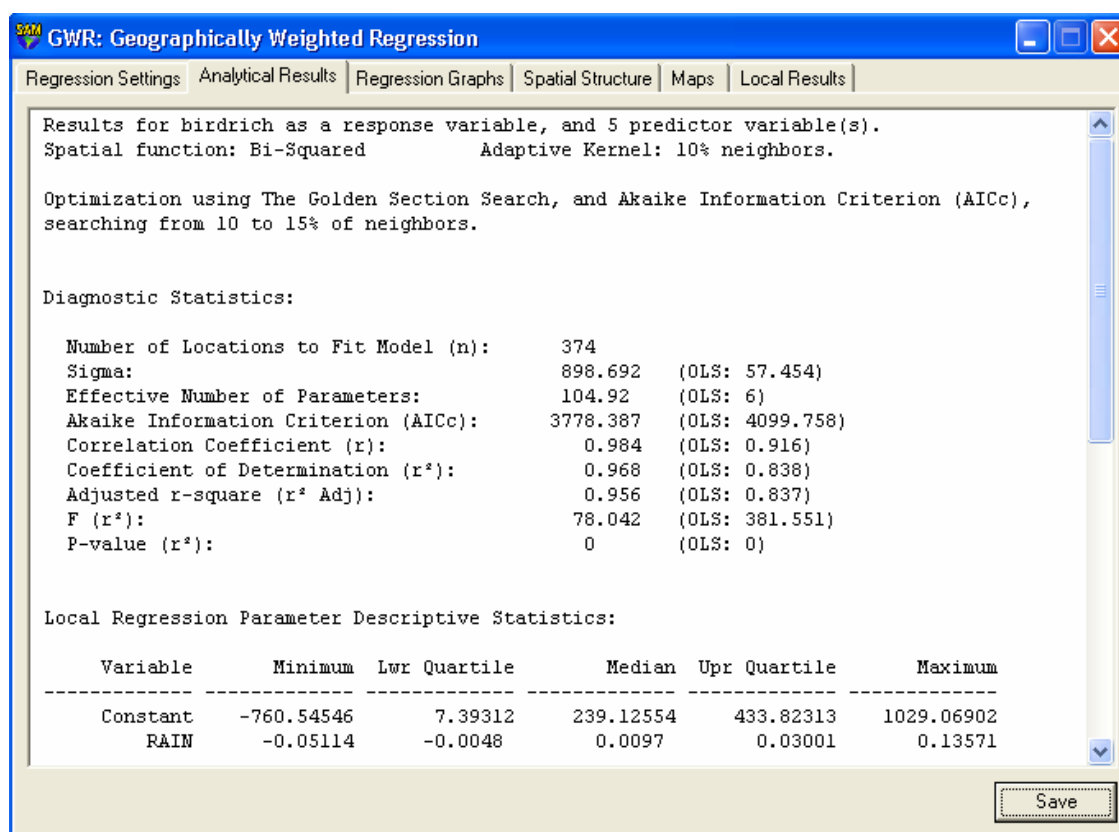 SAM GWR: Geographically Weighted Regression
Regression Settings Analytical Results Regression Graphs Spatial Structure Maps Local Results
Results for birdrich as a response variable, and 5 predictor variable(s).
Spatial function: Bi-Squared Adaptive Kernel: 10% neighbors.
Optimization using The Golden Section Search, and Akaike Information Criterion (AICc),
searching from 10 to 15% of neighbors.
Diagnostic Statistics:
Number of Locations to Fit Model (n): 374
Sigma: 898.692 (OLS: 57.454)
Effective Number of Parameters: 104.92 (OLS: 6)
Akaike Information Criterion (AICc): 3778.387 (OLS: 4099.758)
Correlation Coefficient (r): 0.984 (OLS: 0.916)
Coefficient of Determination (r²): 0.968 (OLS: 0.838)
Adjusted r-square (r² Adj): 0.956 (OLS: 0.837)
F (r²): 78.042 (OLS: 381.551)
P-value (r²): 0 (OLS: 0)
Local Regression Parameter Descriptive Statistics:
Variable Minimum Lwr Quartile Median Upr Quartile Maximum
------------- ------------- ------------- ------------- ------------- -------------
Constant -760.54546 7.39312 239.12554 433.82313 1029.06902
RAIN -0.05114 -0.0048 0.0097 0.03001 0.13571
Save